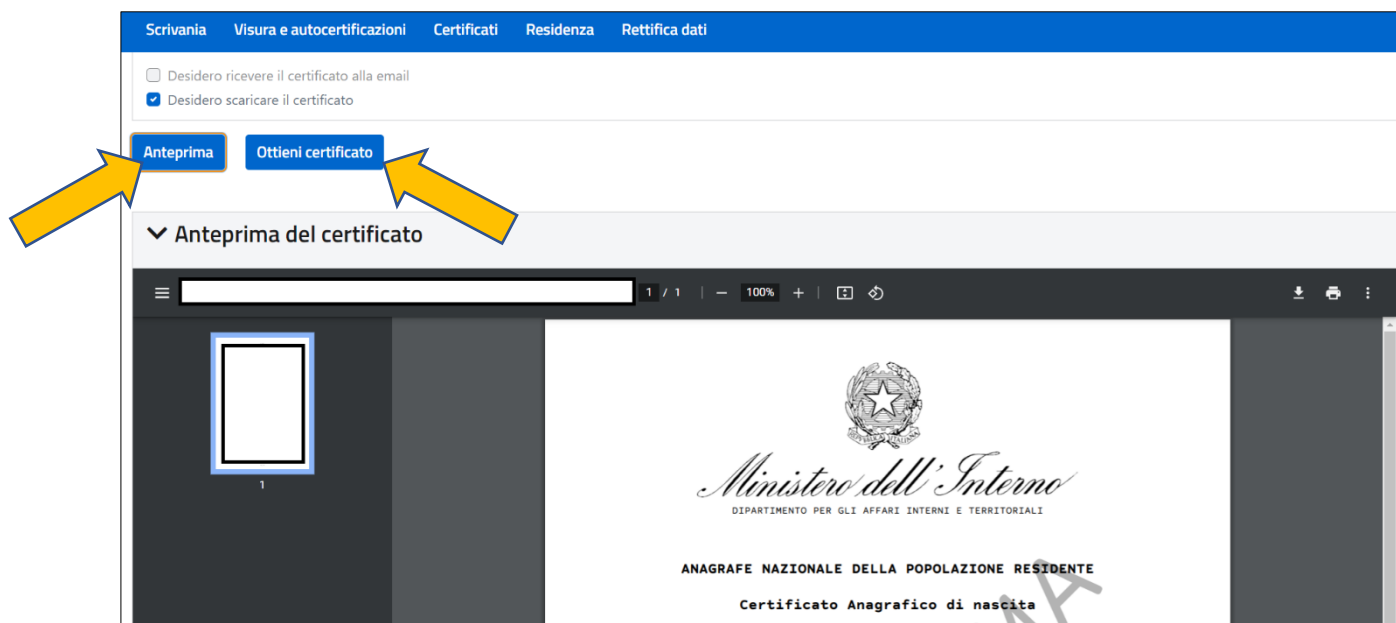 Scrivania Visura e autocertificazioni Certificati Residenza Rettifica dati
Desidero ricevere il certificato alla email
Desidero scaricare il certificato
Anteprima Ottieni certificato
Anteprima del certificato
1 / 1 | − 100% + |
1
Ministero dell'Interno
DIPARTIMENTO PER GLI AFFARI INTERNI E TERRITORIALI
ANAGRAFE NAZIONALE DELLA POPOLAZIONE RESIDENTE
Certificato Anagrafico di nascita